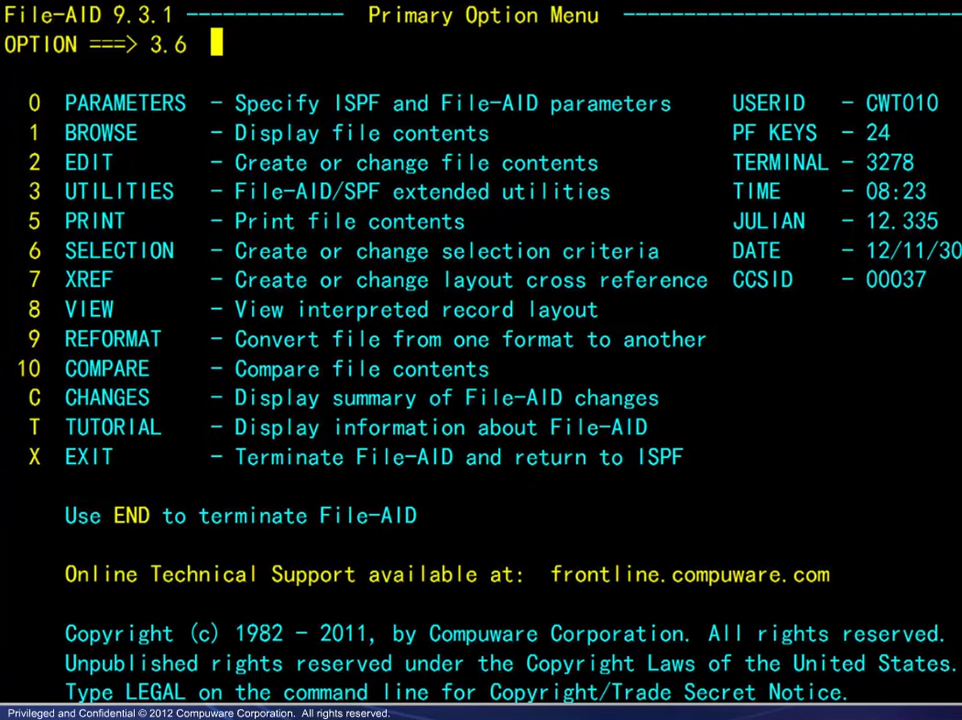 File-AID 9.3.1 ------------- Primary Option Menu ----------------------------
OPTION ===> 3.6
0 PARAMETERS - Specify ISPF and File-AID parameters USERID - CWT010
1 BROWSE - Display file contents PF KEYS - 24
2 EDIT - Create or change file contents TERMINAL - 3278
3 UTILITIES - File-AID/SPF extended utilities TIME - 08:23
5 PRINT - Print file contents JULIAN - 12.335
6 SELECTION - Create or change selection criteria DATE - 12/11/30
7 XREF - Create or change layout cross reference CCSID - 00037
8 VIEW - View interpreted record layout
9 REFORMAT - Convert file from one format to another
10 COMPARE - Compare file contents
C CHANGES - Display summary of File-AID changes
T TUTORIAL - Display information about File-AID
X EXIT - Terminate File-AID and return to ISPF
Use END to terminate File-AID
Online Technical Support available at: frontline.compuware.com
Copyright (c) 1982 - 2011, by Compuware Corporation. All rights reserved.
Unpublished rights reserved under the Copyright Laws of the United States.
Type LEGAL on the command line for Copyright/Trade Secret Notice.
Privileged and Confidential © 2012 Compuware Corporation. All rights reserved.